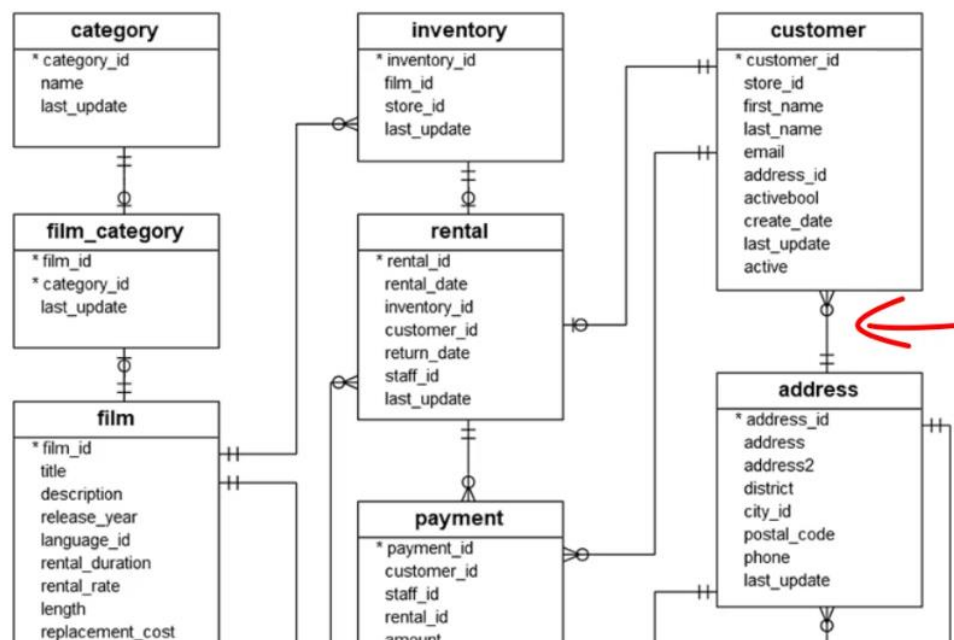 category
* category_id
name
last_update
film_category
* film_id
* category_id
last_update
film
* film_id
title
description
release_year
language_id
rental_duration
rental_rate
length
replacement_cost
inventory
* inventory_id
film_id
store_id
last_update
rental
* rental_id
rental_date
inventory_id
customer_id
return_date
staff_id
last_update
payment
* payment_id
customer_id
staff_id
rental_id
amount
customer
* customer_id
store_id
first_name
last_name
email
address_id
activebool
create_date
last_update
active
address
* address_id
address
address2
district
city_id
postal_code
phone
last_update